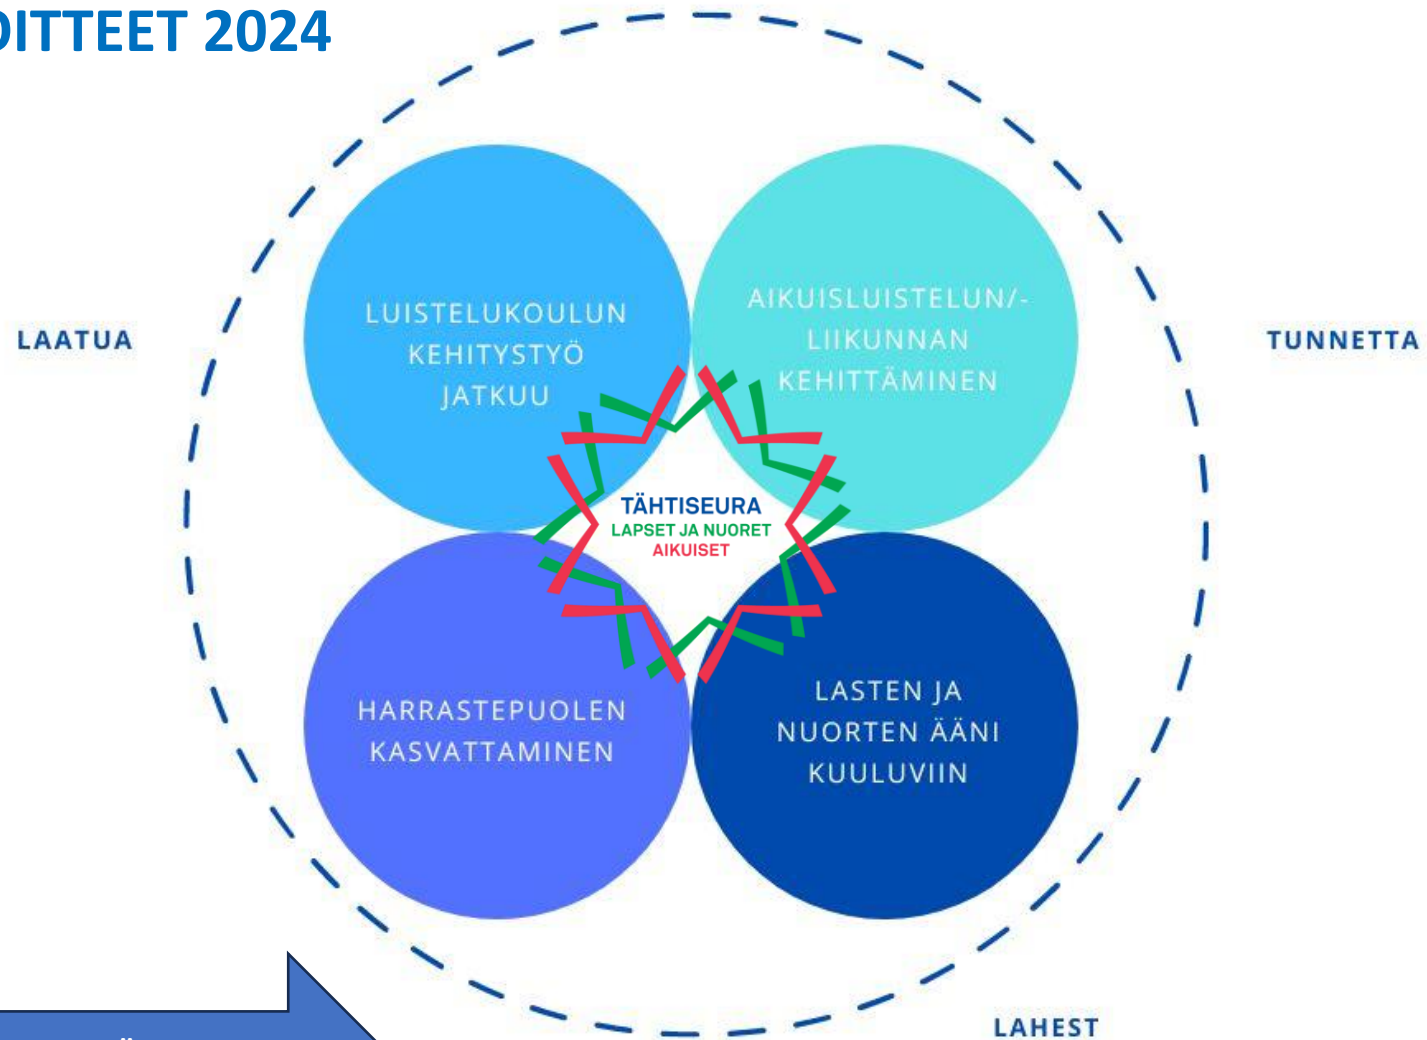 OITTEET 2024
LUISTELUKOULUN
KEHITYSTYÖ
JATKUU
AIKUISLUISTELUN/-
LIIKUNNAN
KEHITTÄMINEN
LAATUA
TUNNETTA
TÄHTISEURA
LAPSET JA NUORET
AIKUISET
HARRASTEPUOLEN
KASVATTAMINEN
LASTEN JA
NUORTEN ÄÄNI
KUULUVIIN
LAHEST